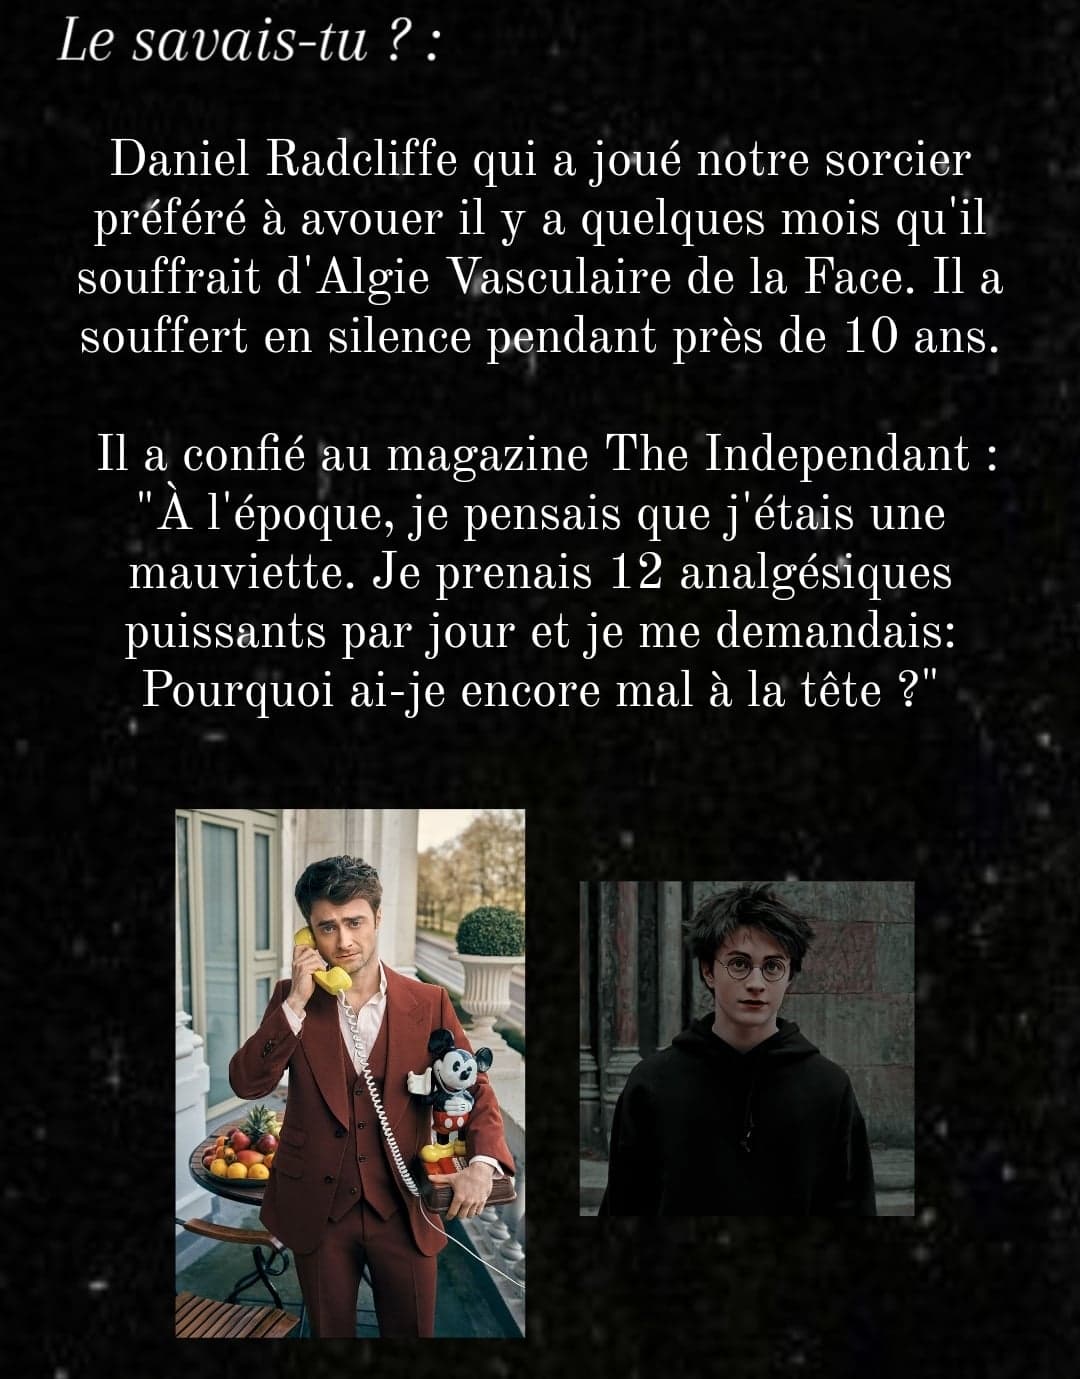 Le savais-tu ? :
Daniel Radcliffe qui a joué notre sorcier
préféré à avouer il y a quelques mois qu'il
souffrait d'Algie Vasculaire de la Face. Il a
souffert en silence pendant près de 10 ans.
Il a confié au magazine The Independant :
"À l'époque, je pensais que j'étais une
mauviette. Je prenais 12 analgésiques
puissants par jour et je me demandais:
Pourquoi ai-je encore mal à la tête ?"